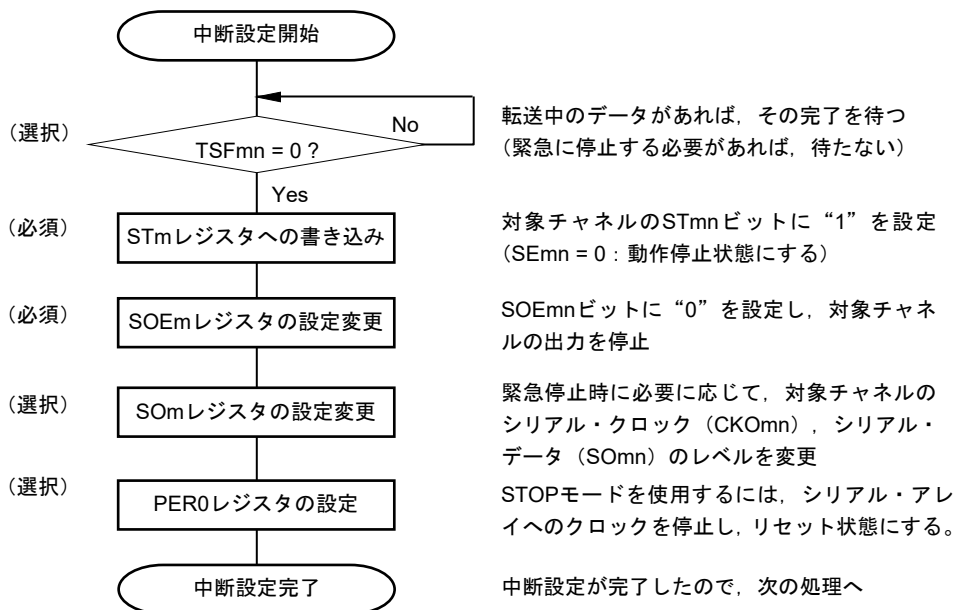 中断設定開始
（選択）
TSFmn = 0 ?
No
転送中のデータがあれば，その完了を待つ
（緊急に停止する必要があれば，待たない）
Yes
（必須）
STmレジスタへの書き込み
対象チャネルのSTmnビットに“1”を設定
（SEmn = 0：動作停止状態にする）
（必須）
SOEmレジスタの設定変更
SOEmnビットに“0”を設定し，対象チャネ
ルの出力を停止
（選択）
SOmレジスタの設定変更
緊急停止時に必要に応じて，対象チャネルの
シリアル・クロック（CKOmn），シリアル・
データ（SOmn）のレベルを変更
（選択）
PER0レジスタの設定
STOPモードを使用するには，シリアル・アレ
イへのクロックを停止し，リセット状態にする。
中断設定完了
中断設定が完了したので，次の処理へ